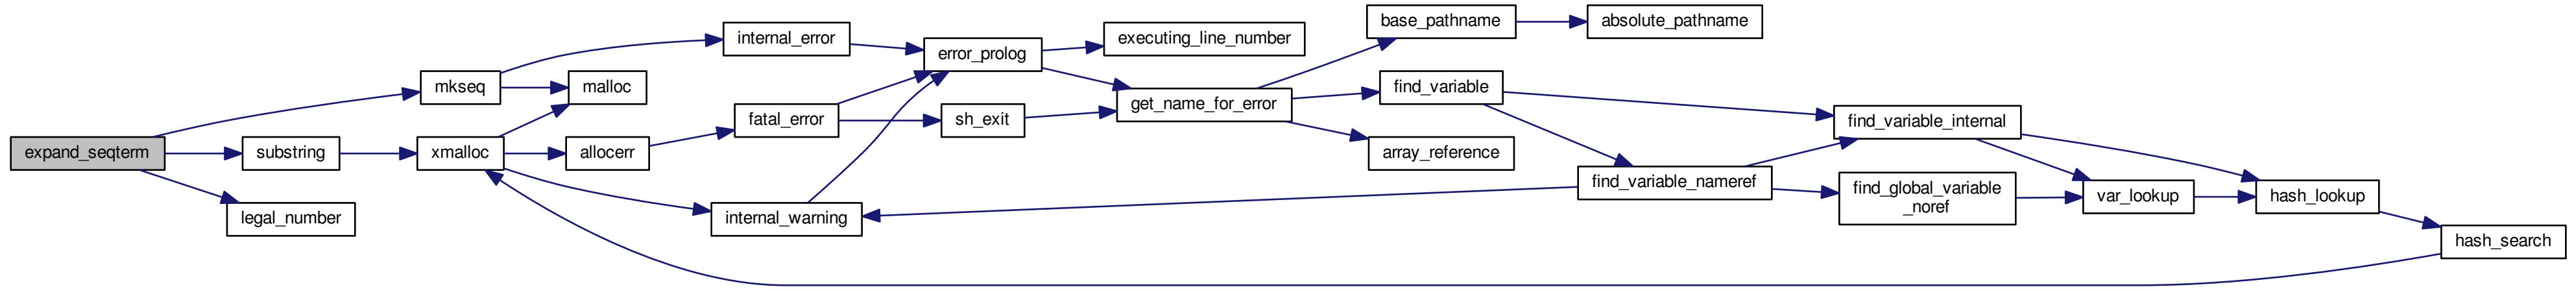 expand_seqterm
mkseq
substring
legal_number
malloc
xmalloc
allocerr
internal_error
fatal_error
internal_warning
error_prolog
sh_exit
executing_line_number
get_name_for_error
base_pathname
find_variable
array_reference
absolute_pathname
find_variable_nameref
find_variable_internal
find_global_variable
_noref
var_lookup
hash_lookup
hash_search